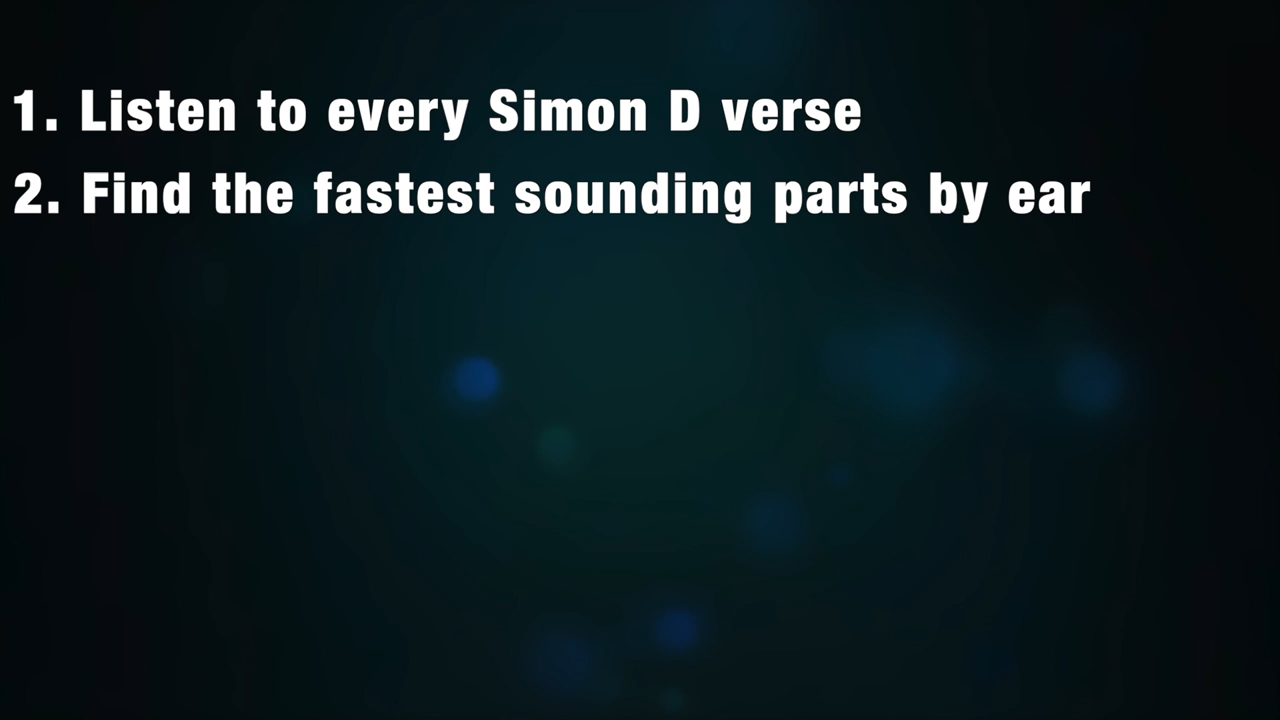 1. Listen to every Simon D verse
2. Find the fastest sounding parts by ear